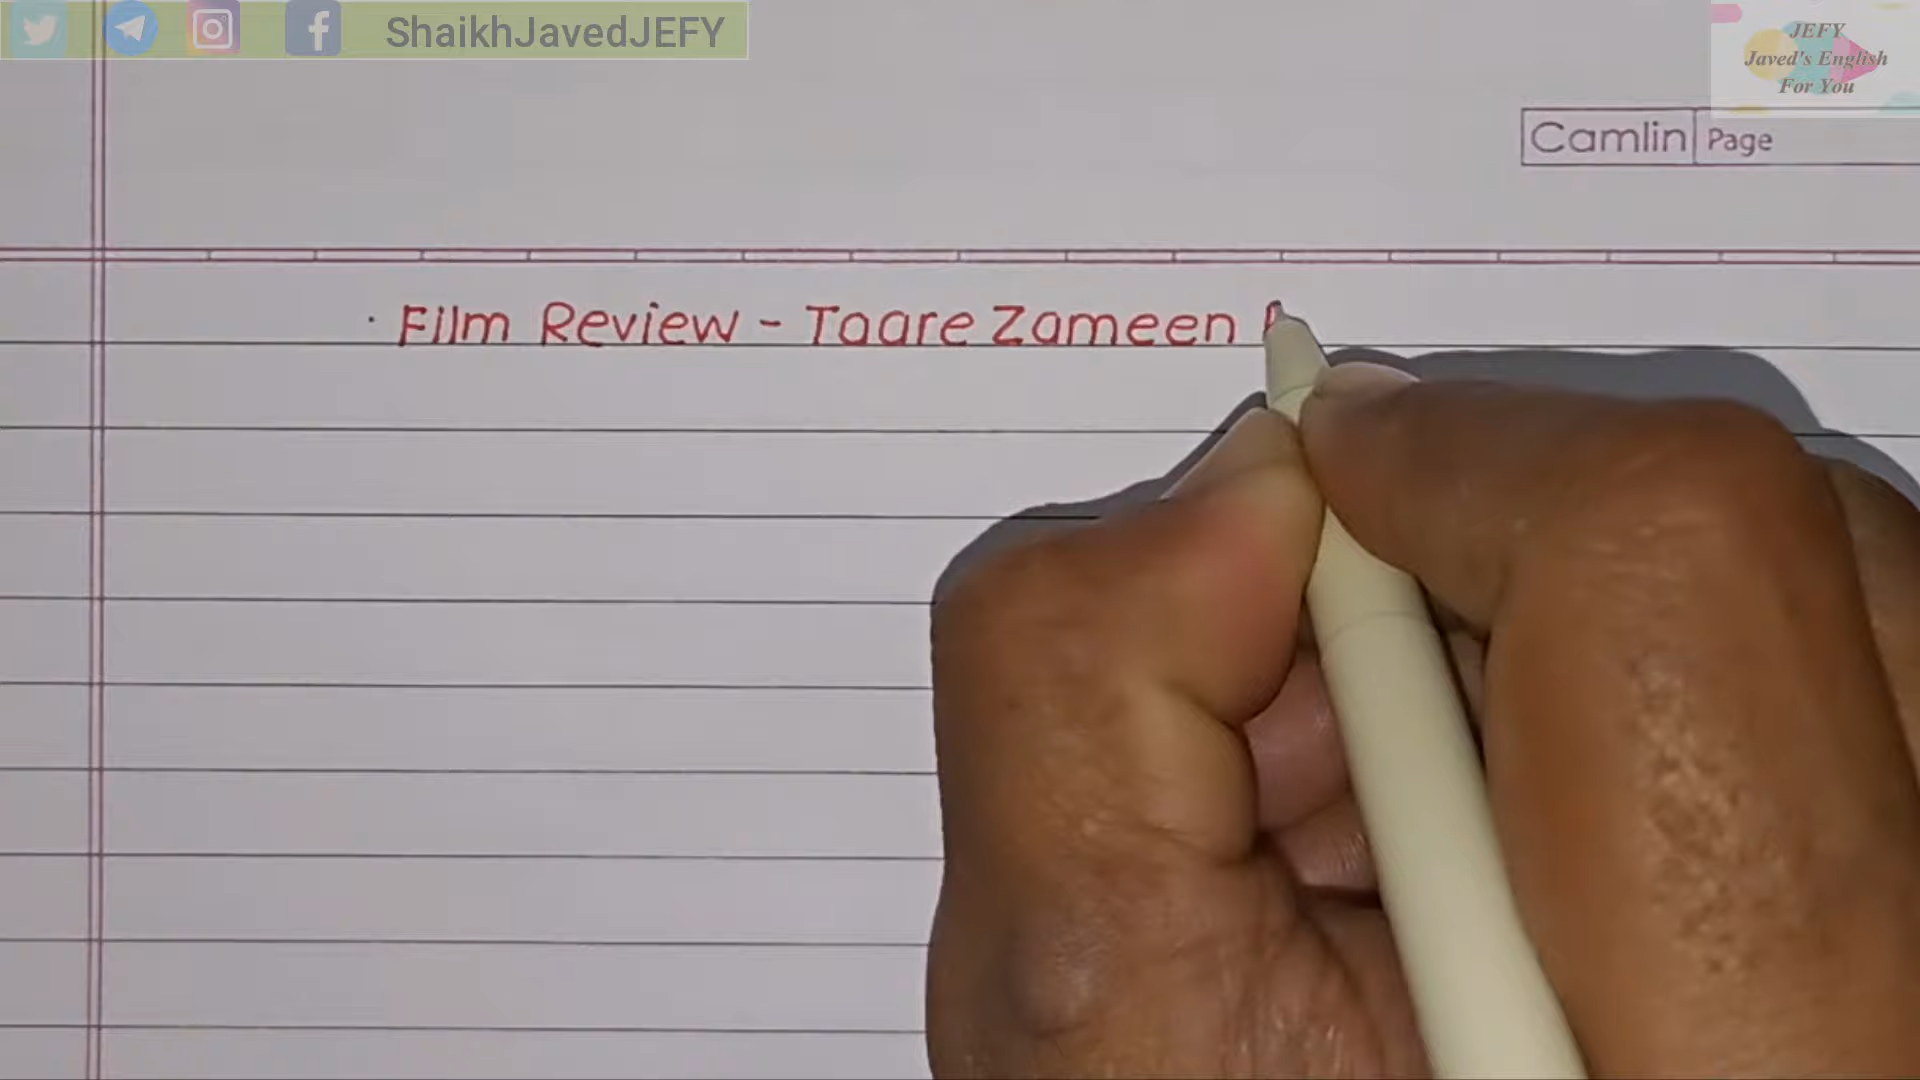 ShaikhJavedJEFY
JEFY
Javed's English
For You
Camlin Page
Film Review - Taare Zameen